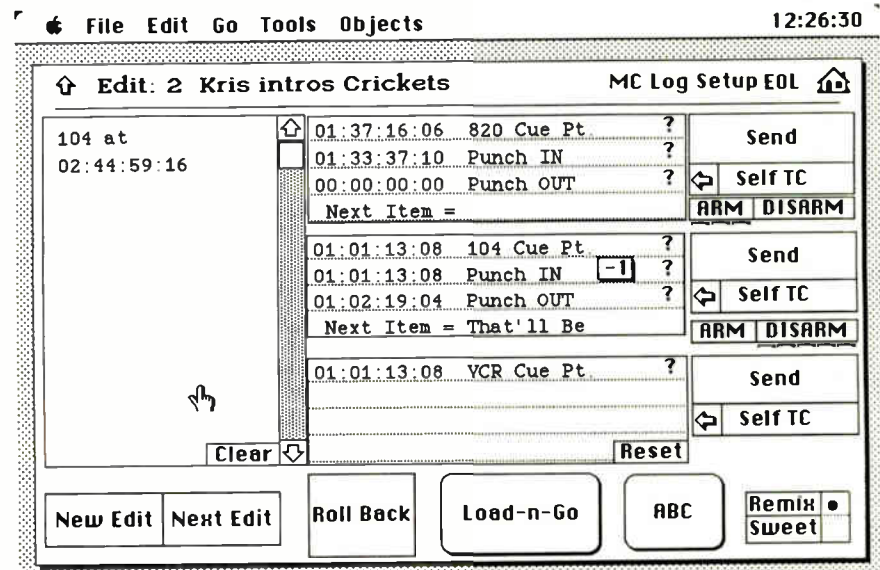 File Edit Go Tools Objects 12:26:30
Edit: 2 Kris intros Crickets MC Log Setup EOL
104 at
02:44:59:16
Clear
01:37:16:06 820 Cue Pt. ?
01:33:37:10 Punch IN ?
00:00:00:00 Punch OUT ?
Next Item =
Send
Self TC
ARM DISARM
01:01:13:08 104 Cue Pt. ?
01:01:13:08 Punch IN -1 ?
01:02:19:04 Punch OUT ?
Next Item = That'll Be
Send
Self TC
ARM DISARM
01:01:13:08 VCR Cue Pt. ?
Reset
Send
Self TC
New Edit Next Edit Roll Back Load-n-Go ABC Remix
Sweet